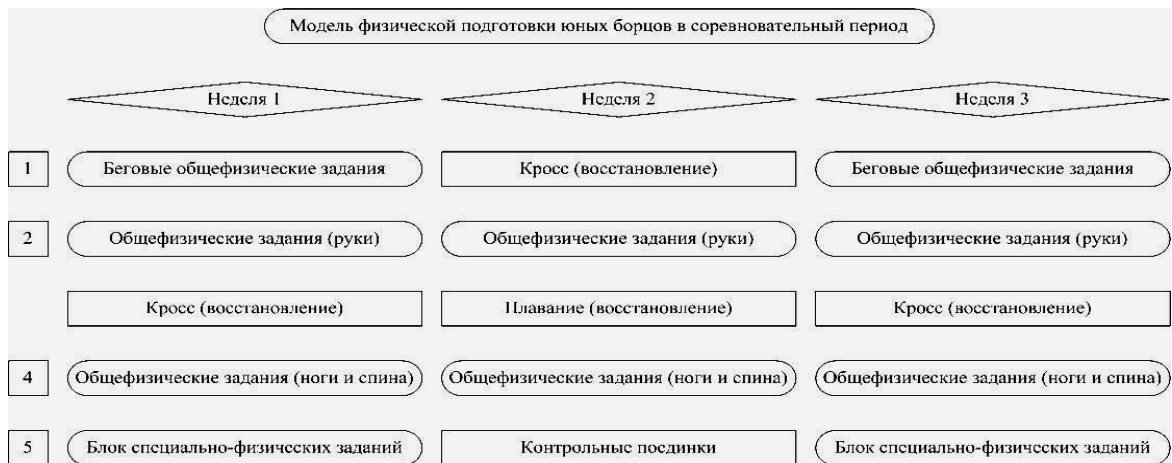 Модель физической подготовки юных борцов в соревновательный период
Неделя 1 Неделя 2 Неделя 3
1 Беговые общефизические задания Кросс (восстановление) Беговые общефизические задания
2 Общефизические задания (руки) Общефизические задания (руки) Общефизические задания (руки)
Кросс (восстановление) Плавание (восстановление) Кросс (восстановление)
4 Общефизические задания (ноги и спина) Общефизические задания (ноги и спина) Общефизические задания (ноги и спина)
5 Блок специально-физических заданий Контрольные поединки Блок специально-физических заданий